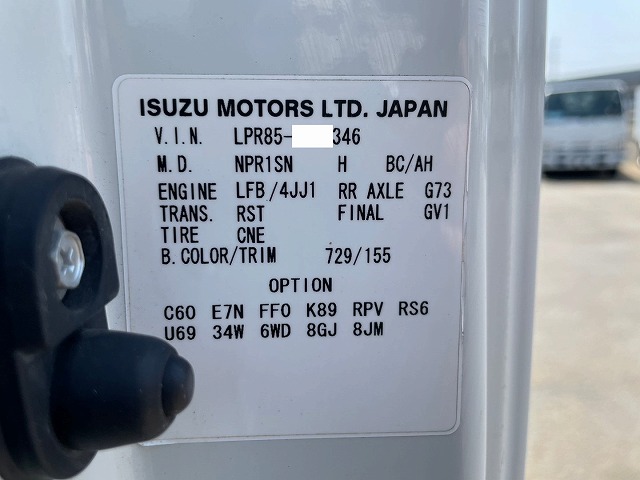 ISUZU MOTORS LTD. JAPAN
V.I.N. LPR85- 346
M.D. NPR1SN H BC/AH
ENGINE LFB/4JJ1 RR AXLE G73
TRANS. RST FINAL GV1
TIRE CNE
B.COLOR/TRIM 729/155
OPTION
C60 E7N FF0 K89 RPV RS6
U69 34W 6WD 8GJ 8JM